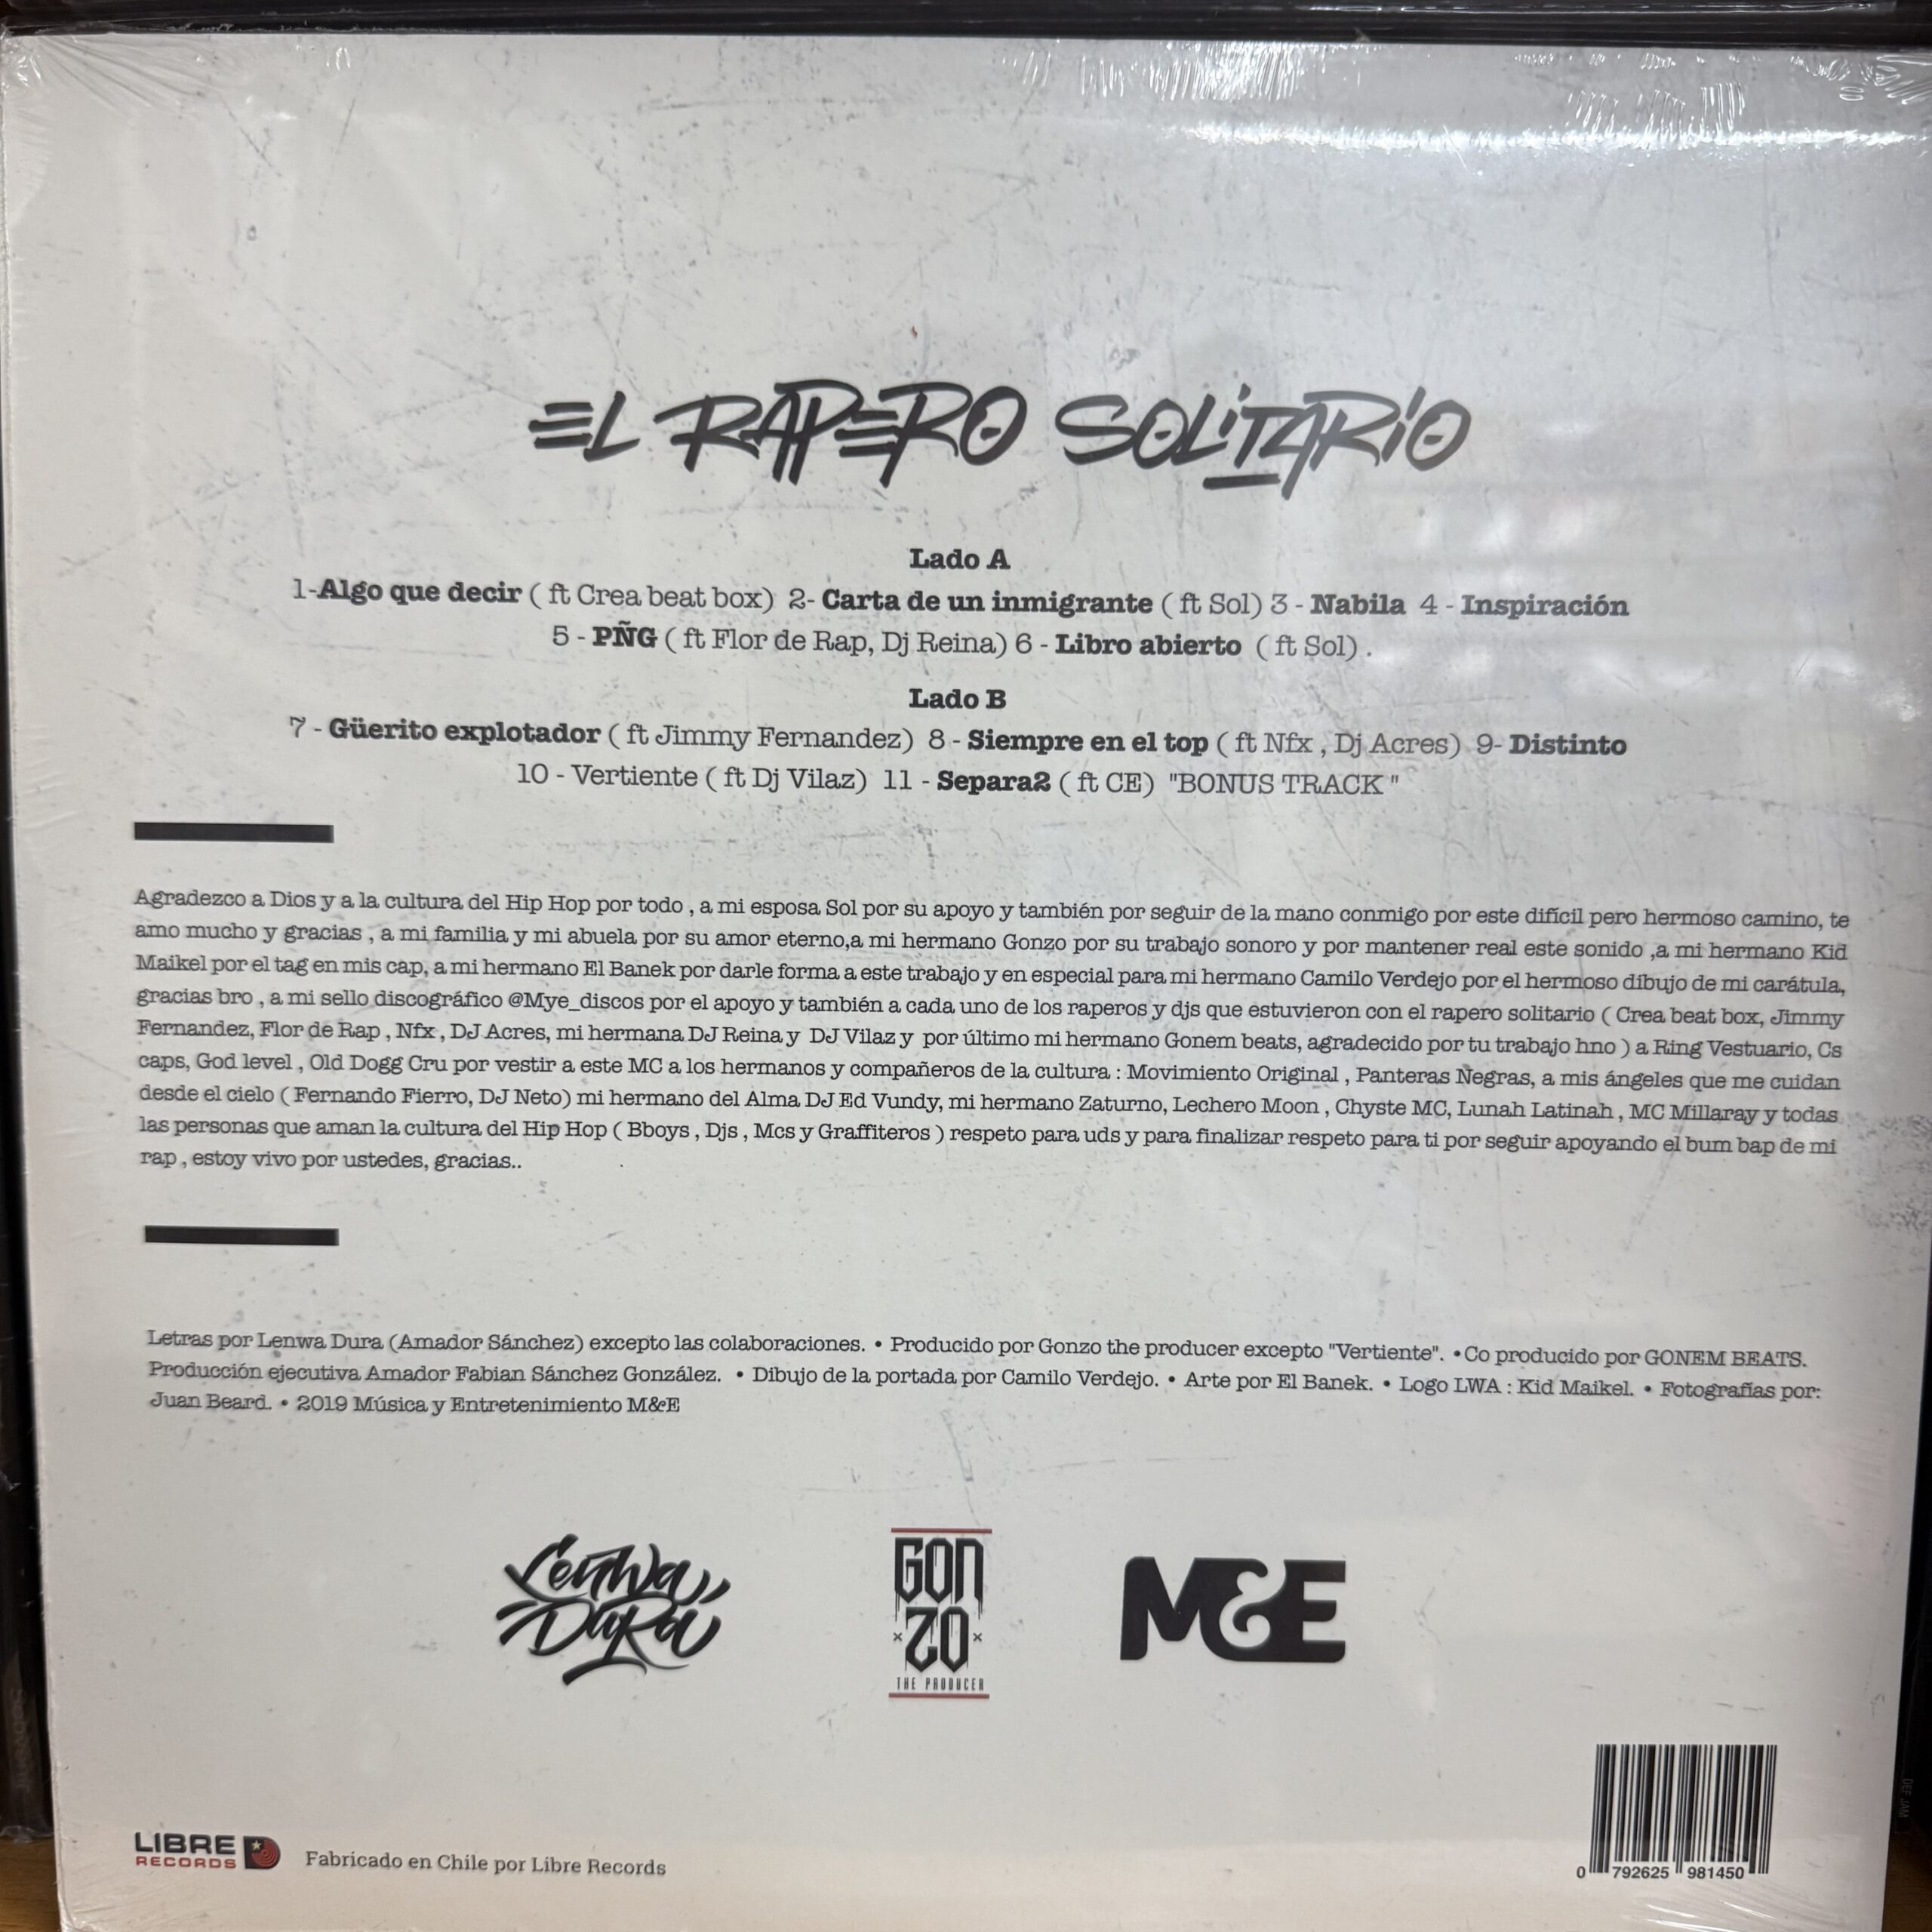 EL RAPERO SOLITARIO
Lado A
1-Algo que decir ( ft Crea beat box) 2- Carta de un inmigrante ( ft Sol) 3 - Nabila 4 - Inspiración
5 - PÑG ( ft Flor de Rap, Dj Reina) 6 - Libro abierto ( ft Sol) .
Lado B
7 - Güerito explotador ( ft Jimmy Fernandez) 8 - Siempre en el top ( ft Nfx , Dj Acres) 9- Distinto
10 - Vertiente ( ft Dj Vilaz) 11 - Separa2 ( ft CE) "BONUS TRACK "
Agradezco a Dios y a la cultura del Hip Hop por todo , a mi esposa Sol por su apoyo y también por seguir de la mano conmigo por este difícil pero hermoso camino, te
amo mucho y gracias , a mi familia y mi abuela por su amor eterno,a mi hermano Gonzo por su trabajo sonoro y por mantener real este sonido ,a mi hermano Kid
Maikel por el tag en mis cap, a mi hermano El Banek por darle forma a este trabajo y en especial para mi hermano Camilo Verdejo por el hermoso dibujo de mi carátula,
gracias bro , a mi sello discográfico @Mye_discos por el apoyo y también a cada uno de los raperos y djs que estuvieron con el rapero solitario ( Crea beat box, Jimmy
Fernandez, Flor de Rap , Nfx , DJ Acres, mi hermana DJ Reina y DJ Vilaz y por último mi hermano Gonem beats, agradecido por tu trabajo hno ) a Ring Vestuario, Cs
caps, God level , Old Dogg Cru por vestir a este MC a los hermanos y compañeros de la cultura : Movimiento Original , Panteras Negras, a mis ángeles que me cuidan
desde el cielo ( Fernando Fierro, DJ Neto) mi hermano del Alma DJ Ed Vundy, mi hermano Zaturno, Lechero Moon , Chyste MC, Lunah Latinah , MC Millaray y todas
las personas que aman la cultura del Hip Hop ( Bboys , Djs , Mcs y Graffiteros ) respeto para uds y para finalizar respeto para ti por seguir apoyando el bum bap de mi
rap , estoy vivo por ustedes, gracias..
Letras por Lenwa Dura (Amador Sánchez) excepto las colaboraciones. • Producido por Gonzo the producer excepto "Vertiente". •Co producido por GONEM BEATS.
Producción ejecutiva Amador Fabian Sánchez González. • Dibujo de la portada por Camilo Verdejo. • Arte por El Banek. • Logo LWA : Kid Maikel. • Fotografías por:
Juan Beard. • 2019 Música y Entretenimiento M&E
Lenwa
Dura
GON
ZO
THE PRODUCER
M&E
LIBRE
RECORDS
Fabricado en Chile por Libre Records
0 792625 981450
DEF JAM